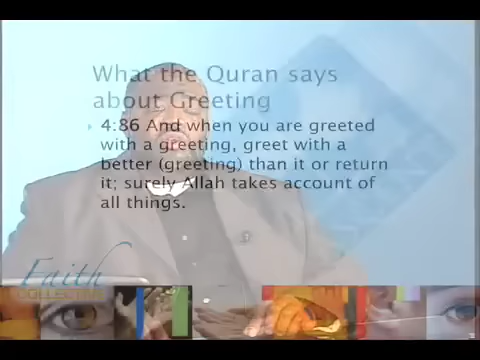 What the Quran says
about Greeting
4:86 And when you are greeted
with a greeting, greet with a
better (greeting) than it or return
it; surely Allah takes account of
all things.
Faith
COLLECTIVE